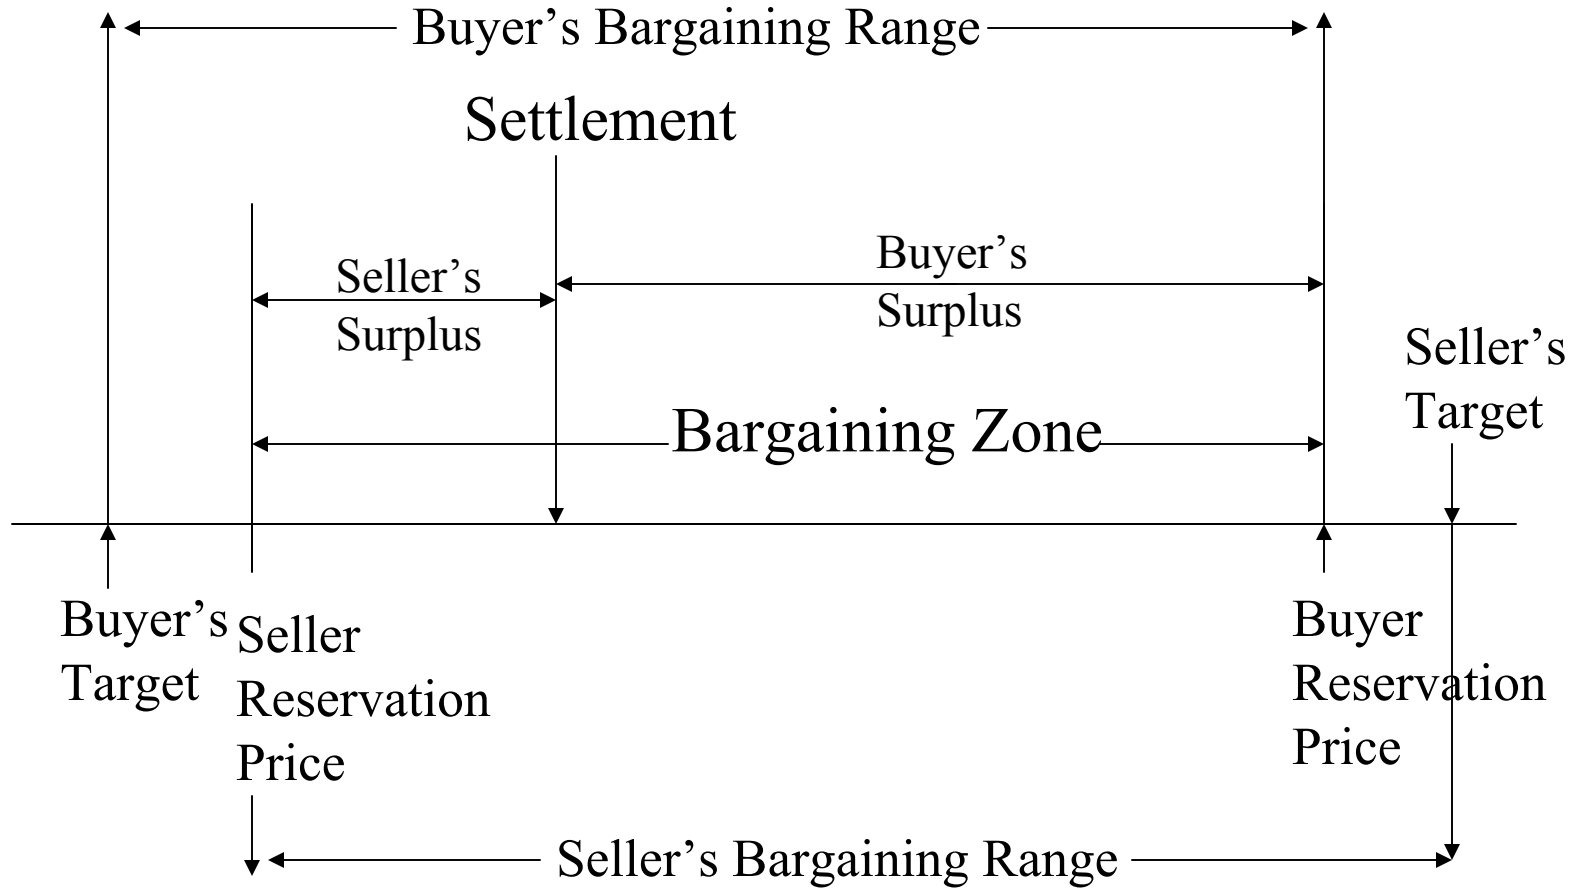 Buyer’s Bargaining Range
Settlement
Seller’s
Surplus
Buyer’s
Surplus
Seller’s
Target
Bargaining Zone
Buyer’s
Target
Seller
Reservation
Price
Buyer
Reservation
Price
Seller’s Bargaining Range